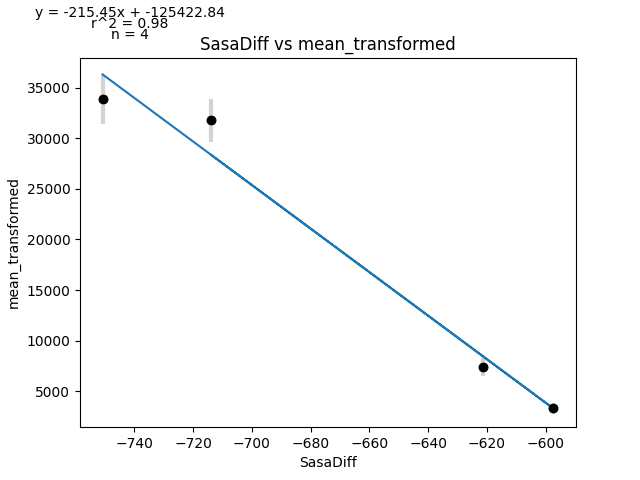 y = -215.45x + -125422.84
r^2 = 0.98
n = 4
SasaDiff vs mean_transformed
35000
30000
25000
20000
15000
10000
5000
mean_transformed
−740
−720
−700
−680
−660
−640
−620
−600
SasaDiff